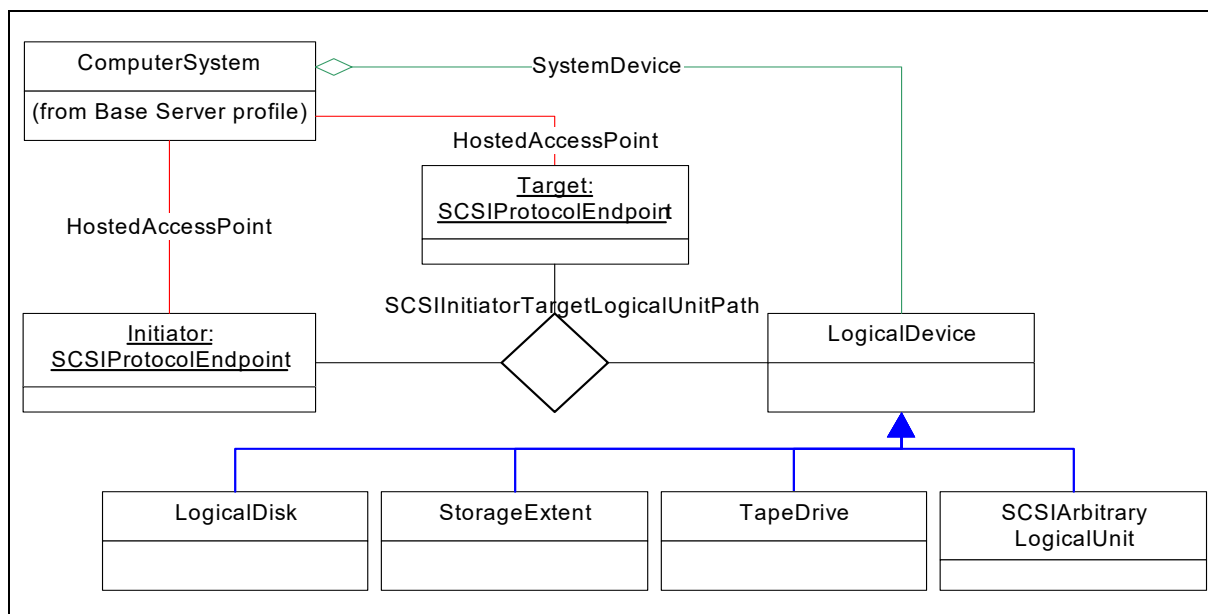 ComputerSystem
SystemDevice
(from Base Server profile)
HostedAccessPoint
Target:
SCSIProtocolEndpoint
HostedAccessPoint
SCSIInitiatorTargetLogicalUnitPath
Initiator:
SCSIProtocolEndpoint
LogicalDevice
LogicalDisk
StorageExtent
TapeDrive
SCSIArbitrary
LogicalUnit